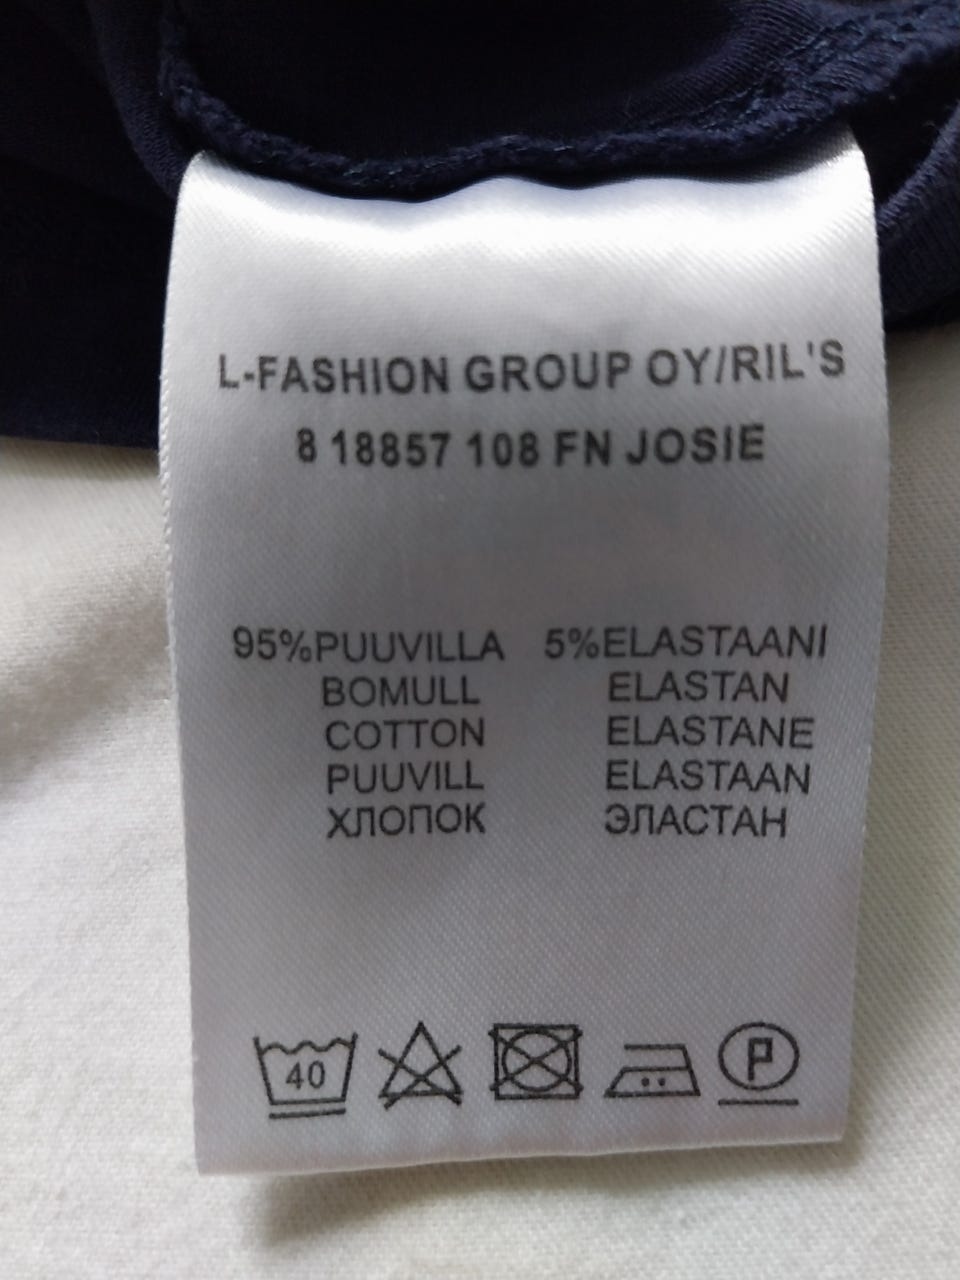 L-FASHION GROUP OY/RIL'S
8 18857 108 FN JOSIE
95%PUUVILLA 5%ELASTAANI
BOMULL ELASTAN
COTTON ELASTANE
PUUVILL ELASTAAN
ХЛОПОК ЭЛАСТАН
40 P